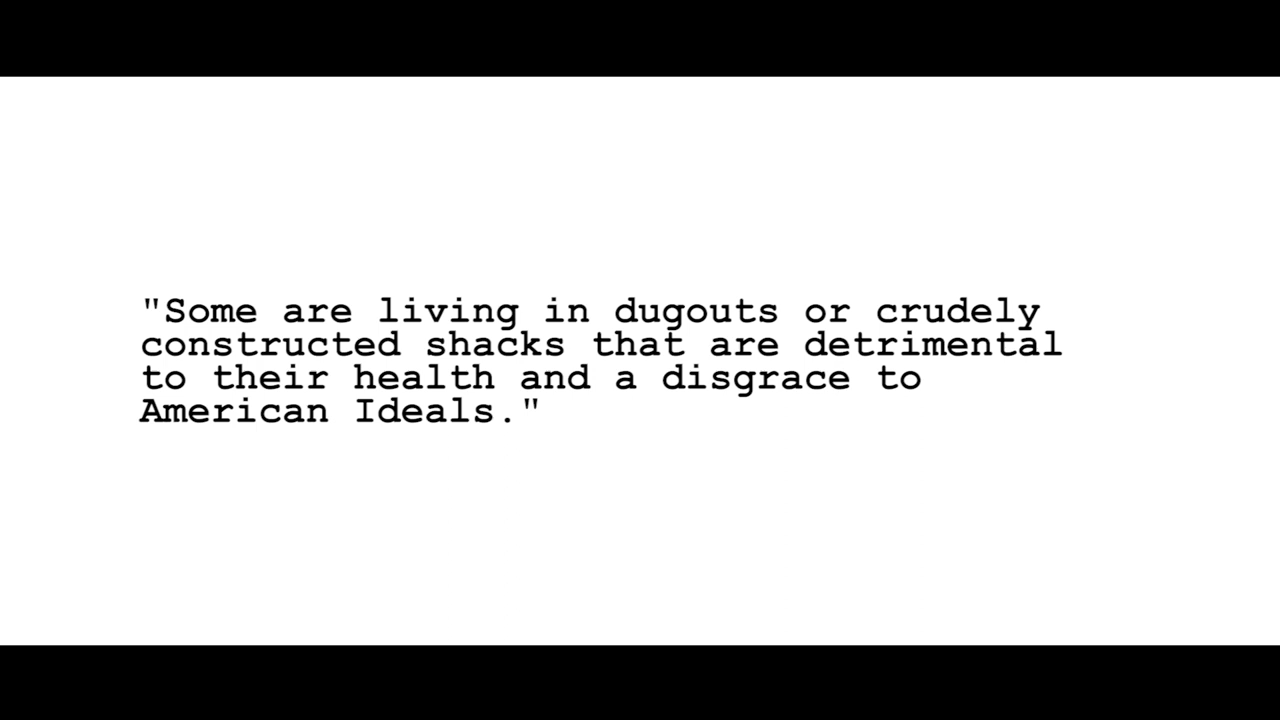 "Some are living in dugouts or crudely
constructed shacks that are detrimental
to their health and a disgrace to
American Ideals."